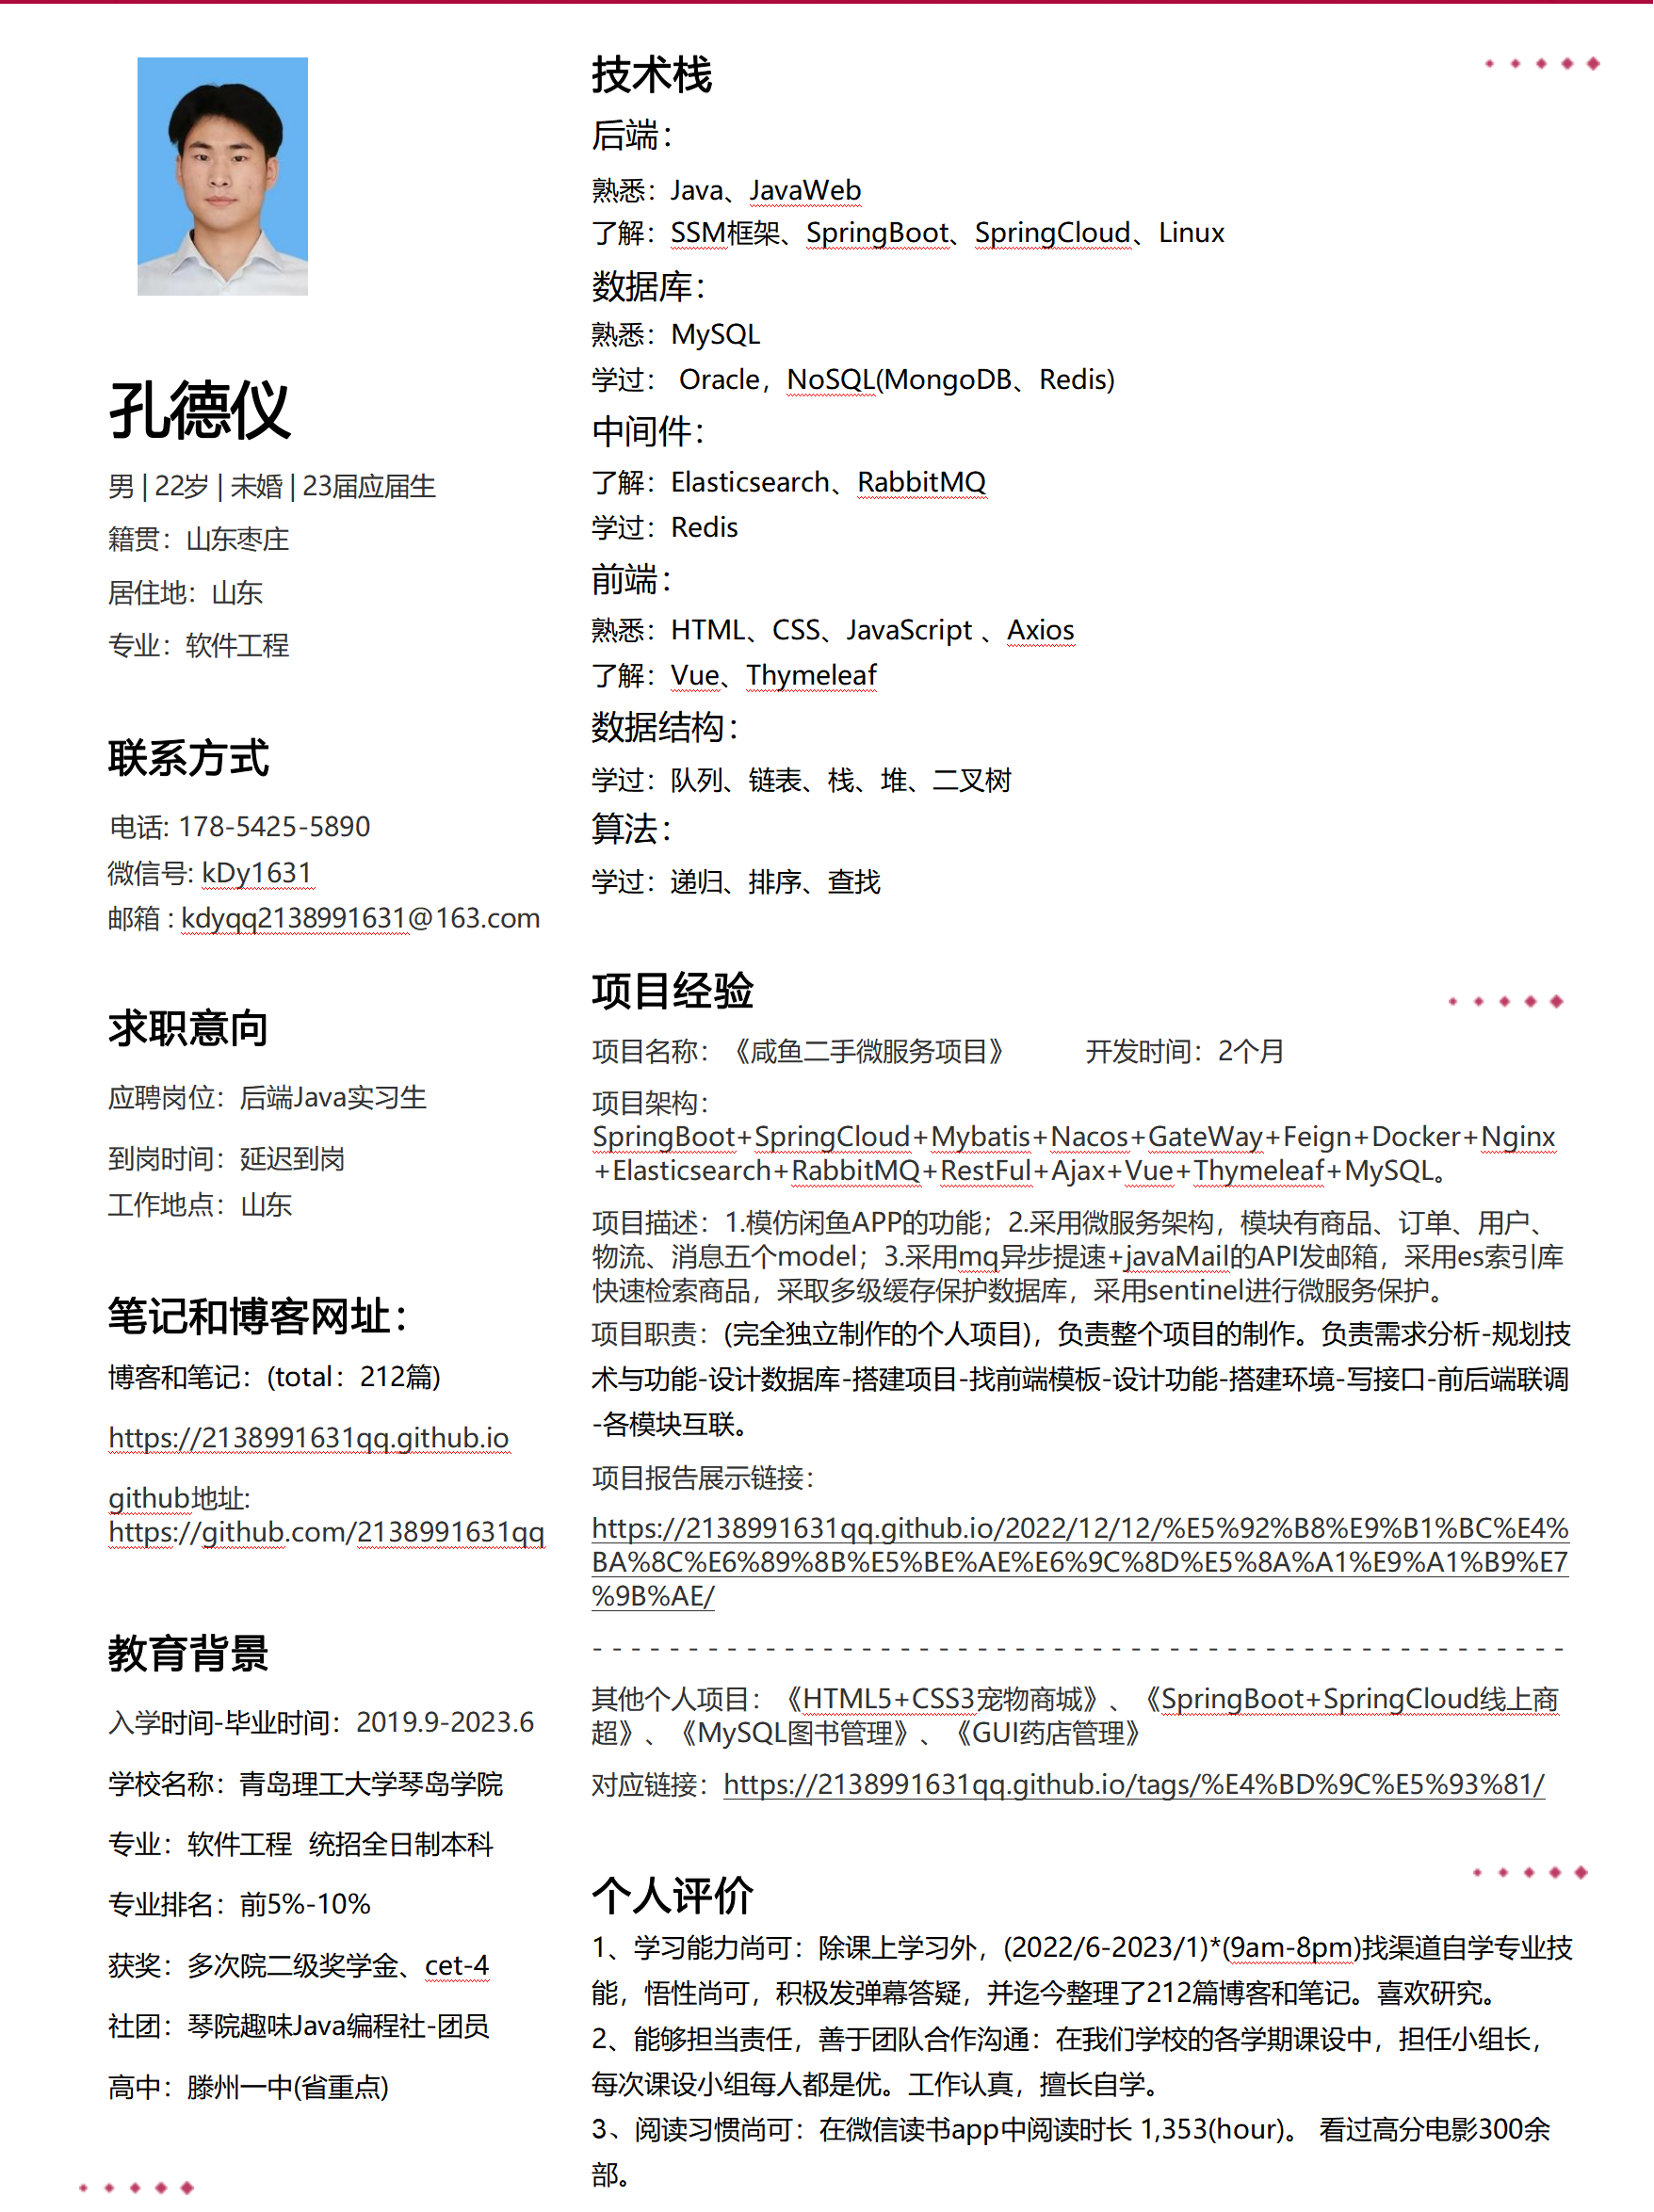 孔德仪
男 | 22岁 | 未婚 | 23届应届生
籍贯：山东枣庄
居住地：山东
专业：软件工程
联系方式
电话: 178-5425-5890
微信号: kDy1631
邮箱 : kdyqq2138991631@163.com
求职意向
应聘岗位：后端Java实习生
到岗时间：延迟到岗
工作地点：山东
笔记和博客网址：
博客和笔记：(total：212篇)
https://2138991631qq.github.io
github地址:
https://github.com/2138991631qq
教育背景
入学时间-毕业时间：2019.9-2023.6
学校名称：青岛理工大学琴岛学院
专业：软件工程 统招全日制本科
专业排名：前5%-10%
获奖：多次院二级奖学金、cet-4
社团：琴院趣味Java编程社-团员
高中：滕州一中(省重点)
技术栈
后端：
熟悉：Java、JavaWeb
了解：SSM框架、SpringBoot、SpringCloud、Linux
数据库：
熟悉：MySQL
学过： Oracle，NoSQL(MongoDB、Redis)
中间件：
了解：Elasticsearch、RabbitMQ
学过：Redis
前端：
熟悉：HTML、CSS、JavaScript 、Axios
了解：Vue、Thymeleaf
数据结构：
学过：队列、链表、栈、堆、二叉树
算法：
学过：递归、排序、查找
项目经验
项目名称：《咸鱼二手微服务项目》 开发时间：2个月
项目架构：
SpringBoot+SpringCloud+Mybatis+Nacos+GateWay+Feign+Docker+Nginx
+Elasticsearch+RabbitMQ+RestFul+Ajax+Vue+Thymeleaf+MySQL。
项目描述：1.模仿闲鱼APP的功能；2.采用微服务架构，模块有商品、订单、用户、
物流、消息五个model；3.采用mq异步提速+javaMail的API发邮箱，采用es索引库
快速检索商品，采取多级缓存保护数据库，采用sentinel进行微服务保护。
项目职责：(完全独立制作的个人项目)，负责整个项目的制作。负责需求分析-规划技
术与功能-设计数据库-搭建项目-找前端模板-设计功能-搭建环境-写接口-前后端联调
-各模块互联。
项目报告展示链接：
https://2138991631qq.github.io/2022/12/12/%E5%92%B8%E9%B1%BC%E4%
BA%8C%E6%89%8B%E5%BE%AE%E6%9C%8D%E5%8A%A1%E9%A1%B9%E7
%9B%AE/
- - - - - - - - - - - - - - - - - - - - - - - - - - - - - - - - - - - - - - - - - - - - - - - - - - -
其他个人项目：《HTML5+CSS3宠物商城》、《SpringBoot+SpringCloud线上商
超》、《MySQL图书管理》、《GUI药店管理》
对应链接：https://2138991631qq.github.io/tags/%E4%BD%9C%E5%93%81/
个人评价
1、学习能力尚可：除课上学习外，(2022/6-2023/1)*(9am-8pm)找渠道自学专业技
能，悟性尚可，积极发弹幕答疑，并迄今整理了212篇博客和笔记。喜欢研究。
2、能够担当责任，善于团队合作沟通：在我们学校的各学期课设中，担任小组长，
每次课设小组每人都是优。工作认真，擅长自学。
3、阅读习惯尚可：在微信读书app中阅读时长 1,353(hour)。 看过高分电影300余
部。